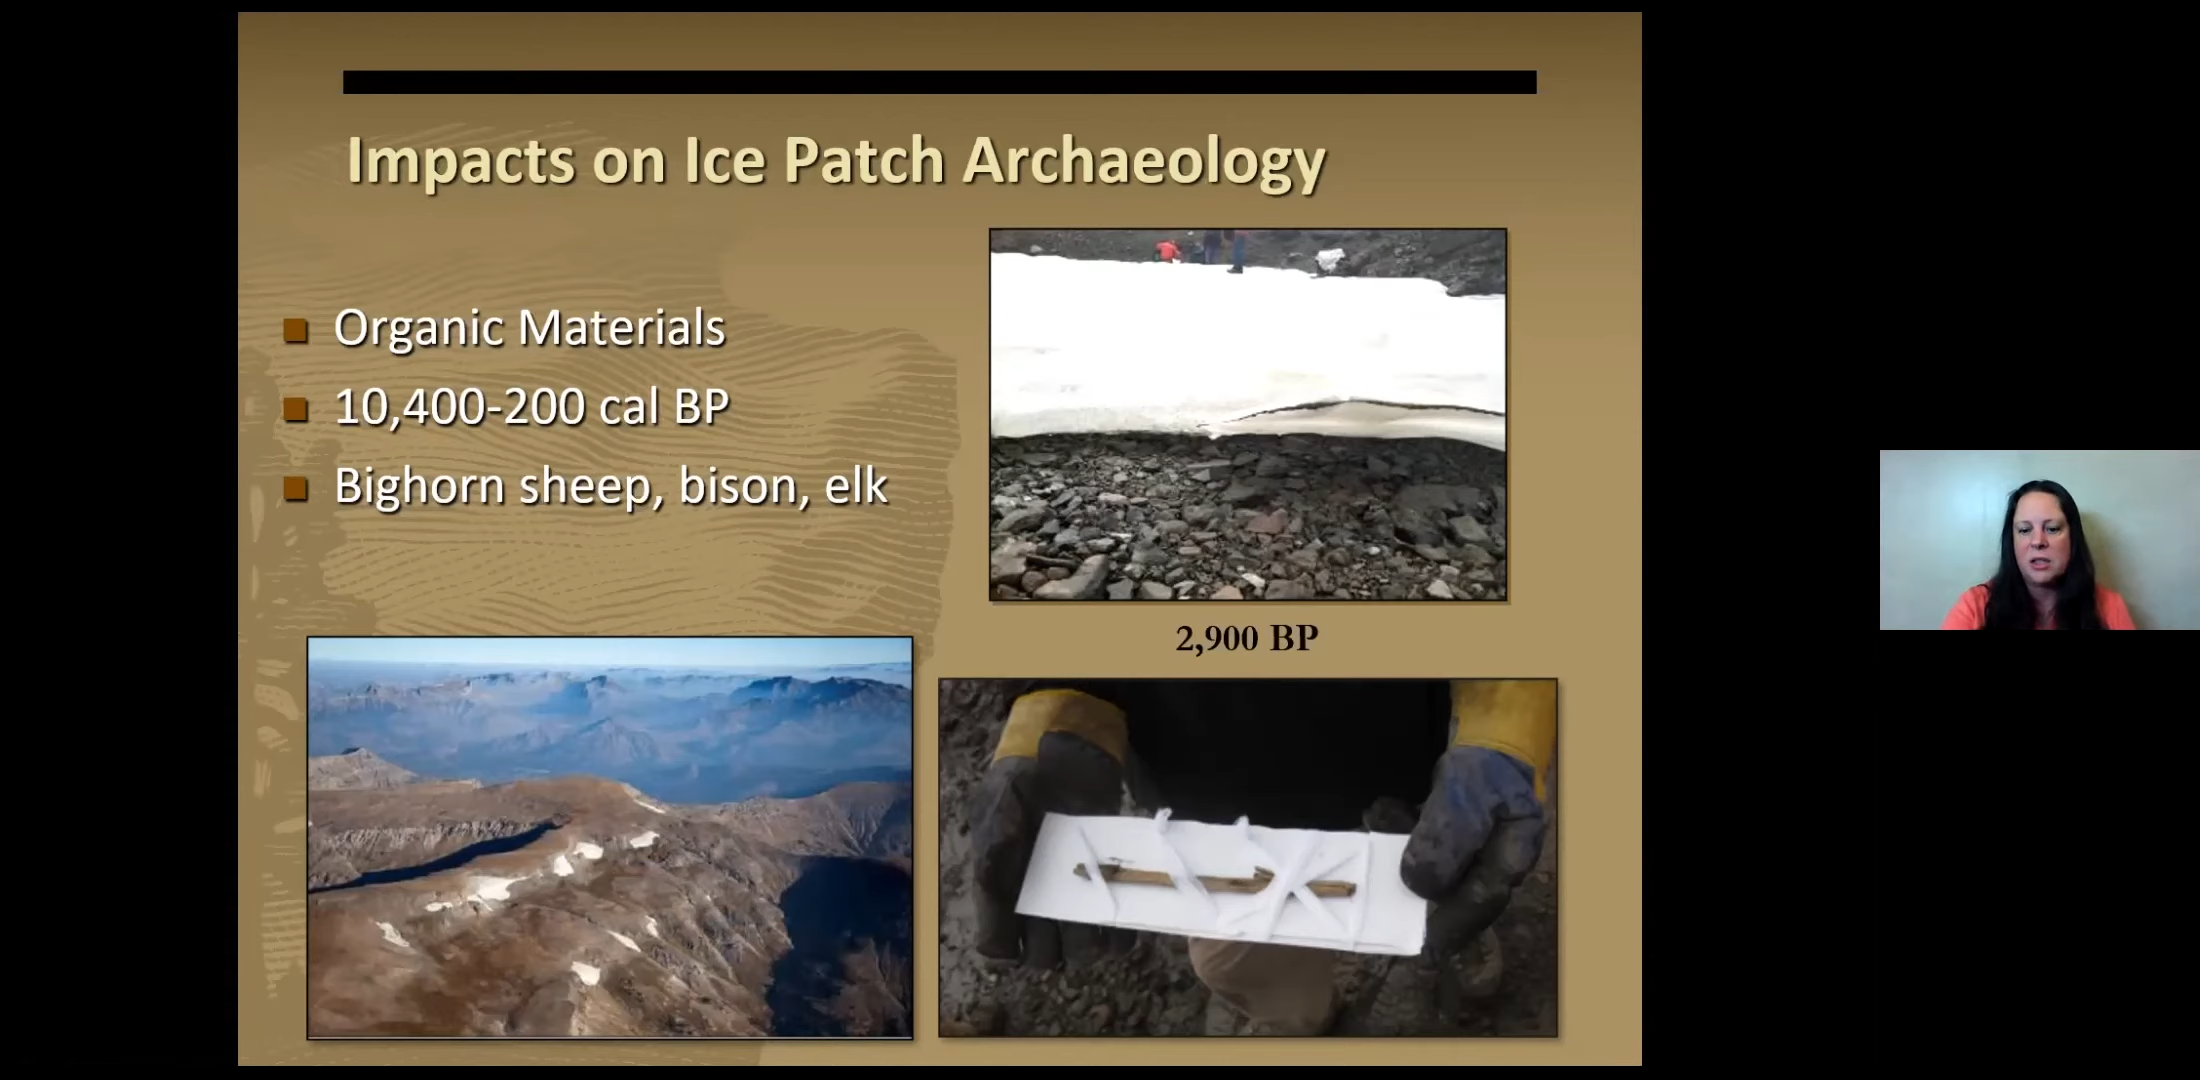 Impacts on Ice Patch Archaeology
Organic Materials
10,400-200 cal BP
Bighorn sheep, bison, elk
2,900 BP